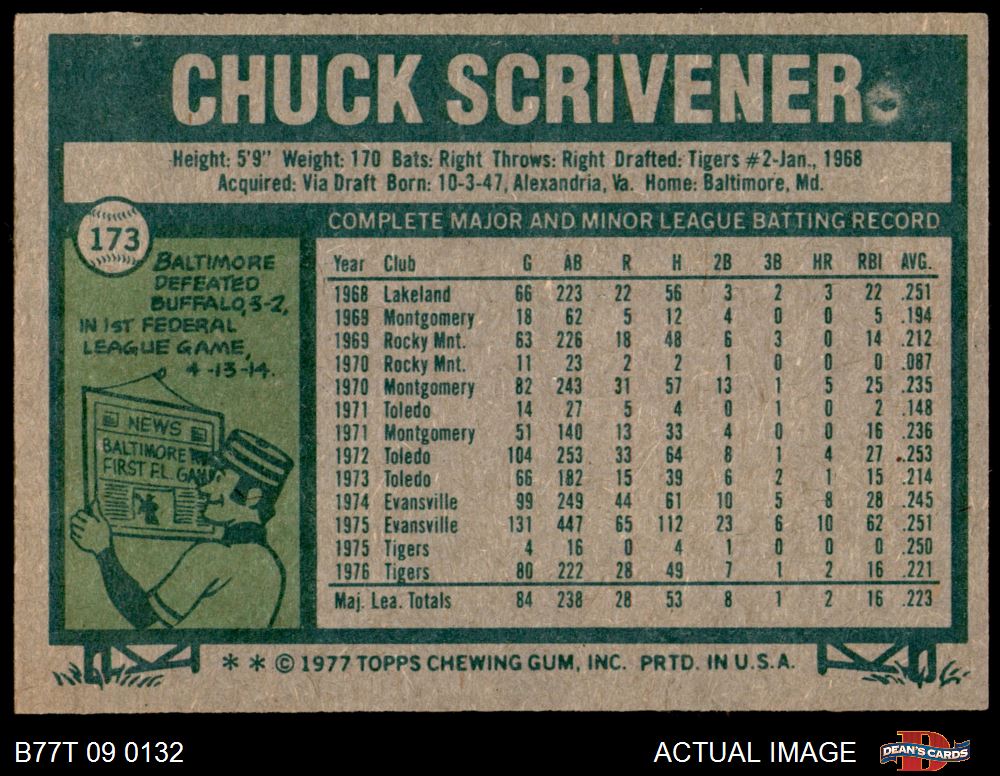 CHUCK SCRIVENER
Height: 5'9" Weight: 170 Bats: Right Throws: Right Drafted: Tigers #2-Jan., 1968
Acquired: Via Draft Born: 10-3-47, Alexandria, Va. Home: Baltimore, Md.
173
BALTIMORE
DEFEATED
BUFFALO, 3-2,
IN 1ST FEDERAL
LEAGUE GAME,
4-13-14.
NEWS
BALTIMORE
FIRST F.L. GAM
COMPLETE MAJOR AND MINOR LEAGUE BATTING RECORD
Year Club G AB R H 2B 3B HR RBI AVG.
1968 Lakeland 66 223 22 56 3 2 3 22 .251
1969 Montgomery 18 62 5 12 4 0 0 5 .194
1969 Rocky Mnt. 63 226 18 48 6 3 0 14 .212
1970 Rocky Mnt. 11 23 2 2 1 0 0 0 .087
1970 Montgomery 82 243 31 57 13 1 5 25 .235
1971 Toledo 14 27 5 4 0 1 0 2 .148
1971 Montgomery 51 140 13 33 4 0 0 16 .236
1972 Toledo 104 253 33 64 8 1 4 27 .253
1973 Toledo 66 182 15 39 6 2 1 15 .214
1974 Evansville 99 249 44 61 10 5 8 28 .245
1975 Evansville 131 447 65 112 23 6 10 62 .251
1975 Tigers 4 16 0 4 1 0 0 0 .250
1976 Tigers 80 222 28 49 7 1 2 16 .221
Maj. Lea. Totals 84 238 28 53 8 1 2 16 .223
* * © 1977 TOPPS CHEWING GUM, INC. PRTD. IN U.S.A.
B77T 09 0132
ACTUAL IMAGE
DEAN'S CARDS